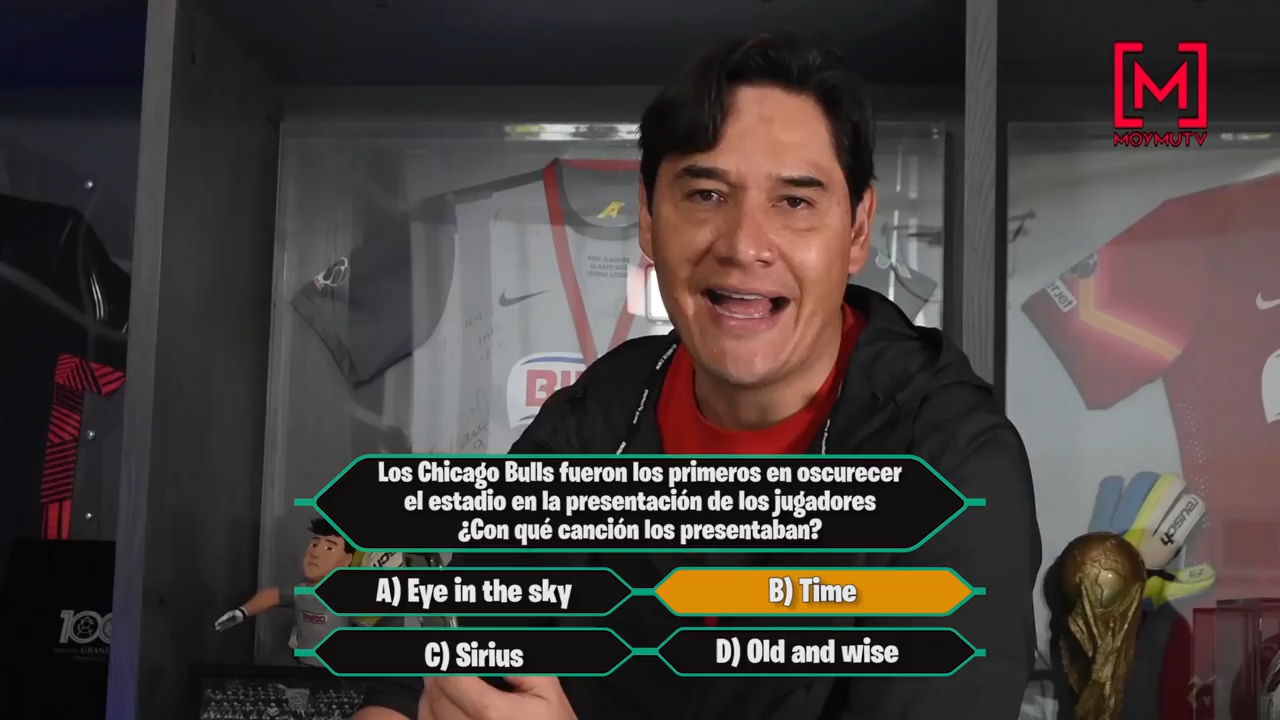 MOYMUTV
Los Chicago Bulls fueron los primeros en oscurecer
el estadio en la presentación de los jugadores
¿Con qué canción los presentaban?
A) Eye in the sky
B) Time
C) Sirius
D) Old and wise
100